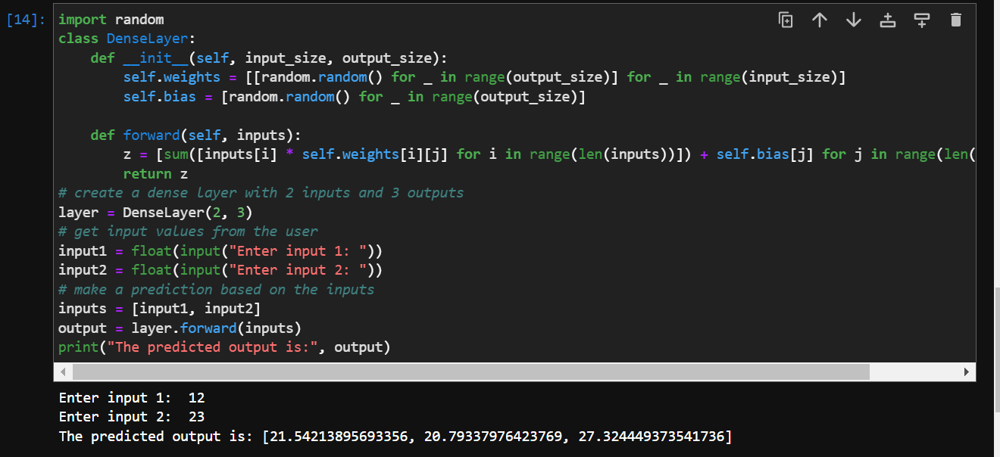 [14]: import random
class DenseLayer:
    def __init__(self, input_size, output_size):
        self.weights = [[random.random() for _ in range(output_size)] for _ in range(input_size)]
        self.bias = [random.random() for _ in range(output_size)]

    def forward(self, inputs):
        z = [sum([inputs[i] * self.weights[i][j] for i in range(len(inputs))]) + self.bias[j] for j in range(len(
        return z
# create a dense layer with 2 inputs and 3 outputs
layer = DenseLayer(2, 3)
# get input values from the user
input1 = float(input("Enter input 1: "))
input2 = float(input("Enter input 2: "))
# make a prediction based on the inputs
inputs = [input1, input2]
output = layer.forward(inputs)
print("The predicted output is:", output)
Enter input 1:  12
Enter input 2:  23
The predicted output is: [21.54213895693356, 20.79337976423769, 27.324449373541736]